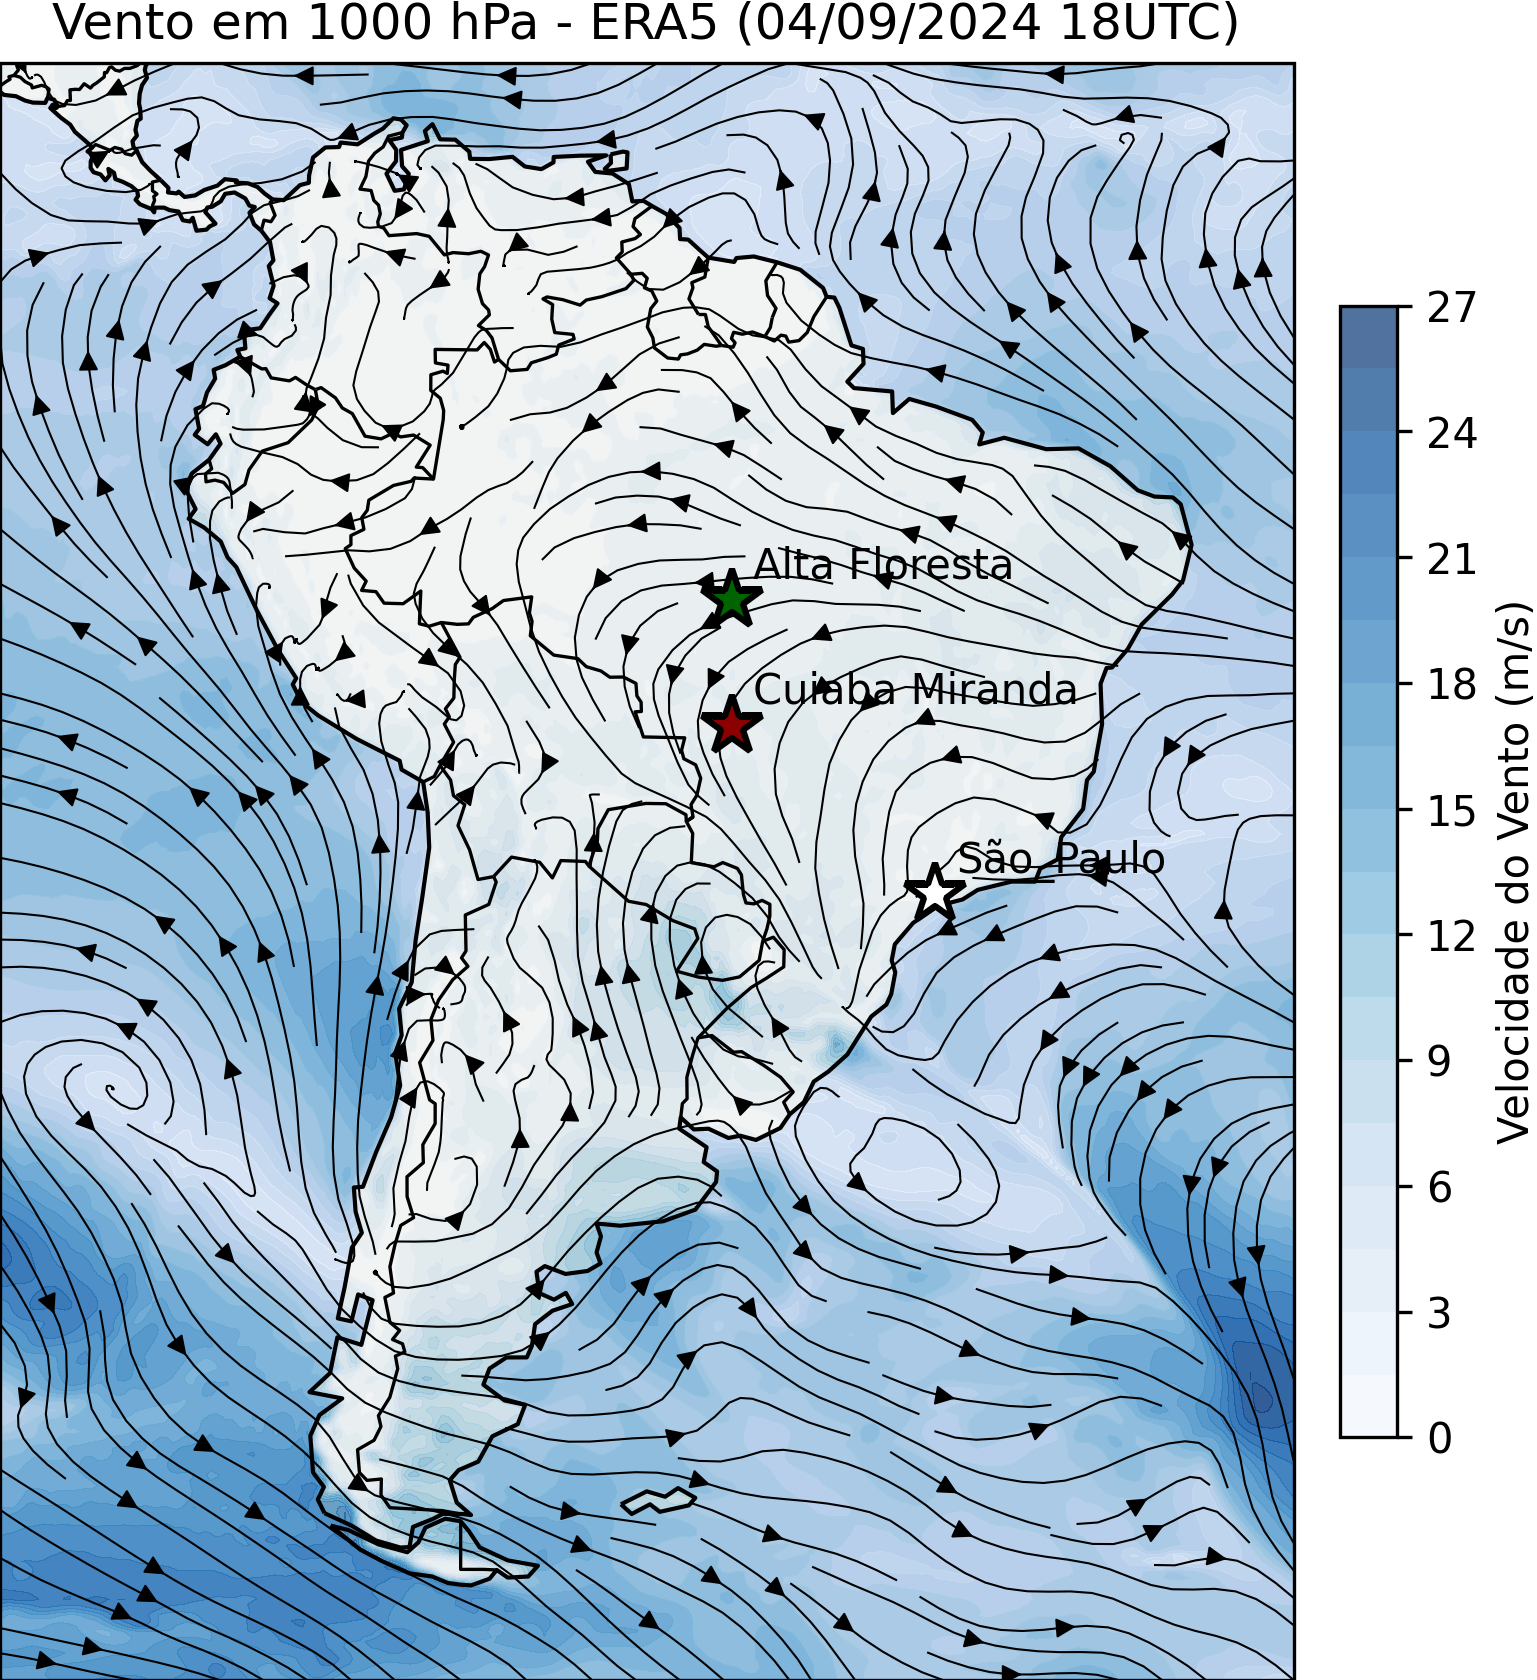 Vento em 1000 hPa - ERA5 (04/09/2024 18UTC)
Alta Floresta
Cuiaba Miranda
São Paulo
27
24
21
18
15
12
9
6
3
0
Velocidade do Vento (m/s)